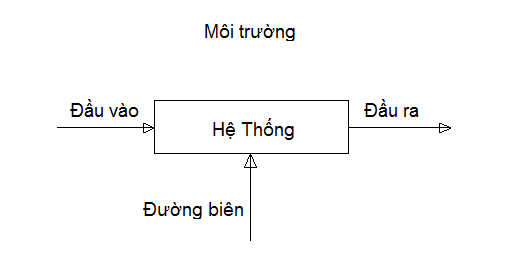 Môi trường
Đầu vào
Hệ Thống
Đầu ra
Đường biên